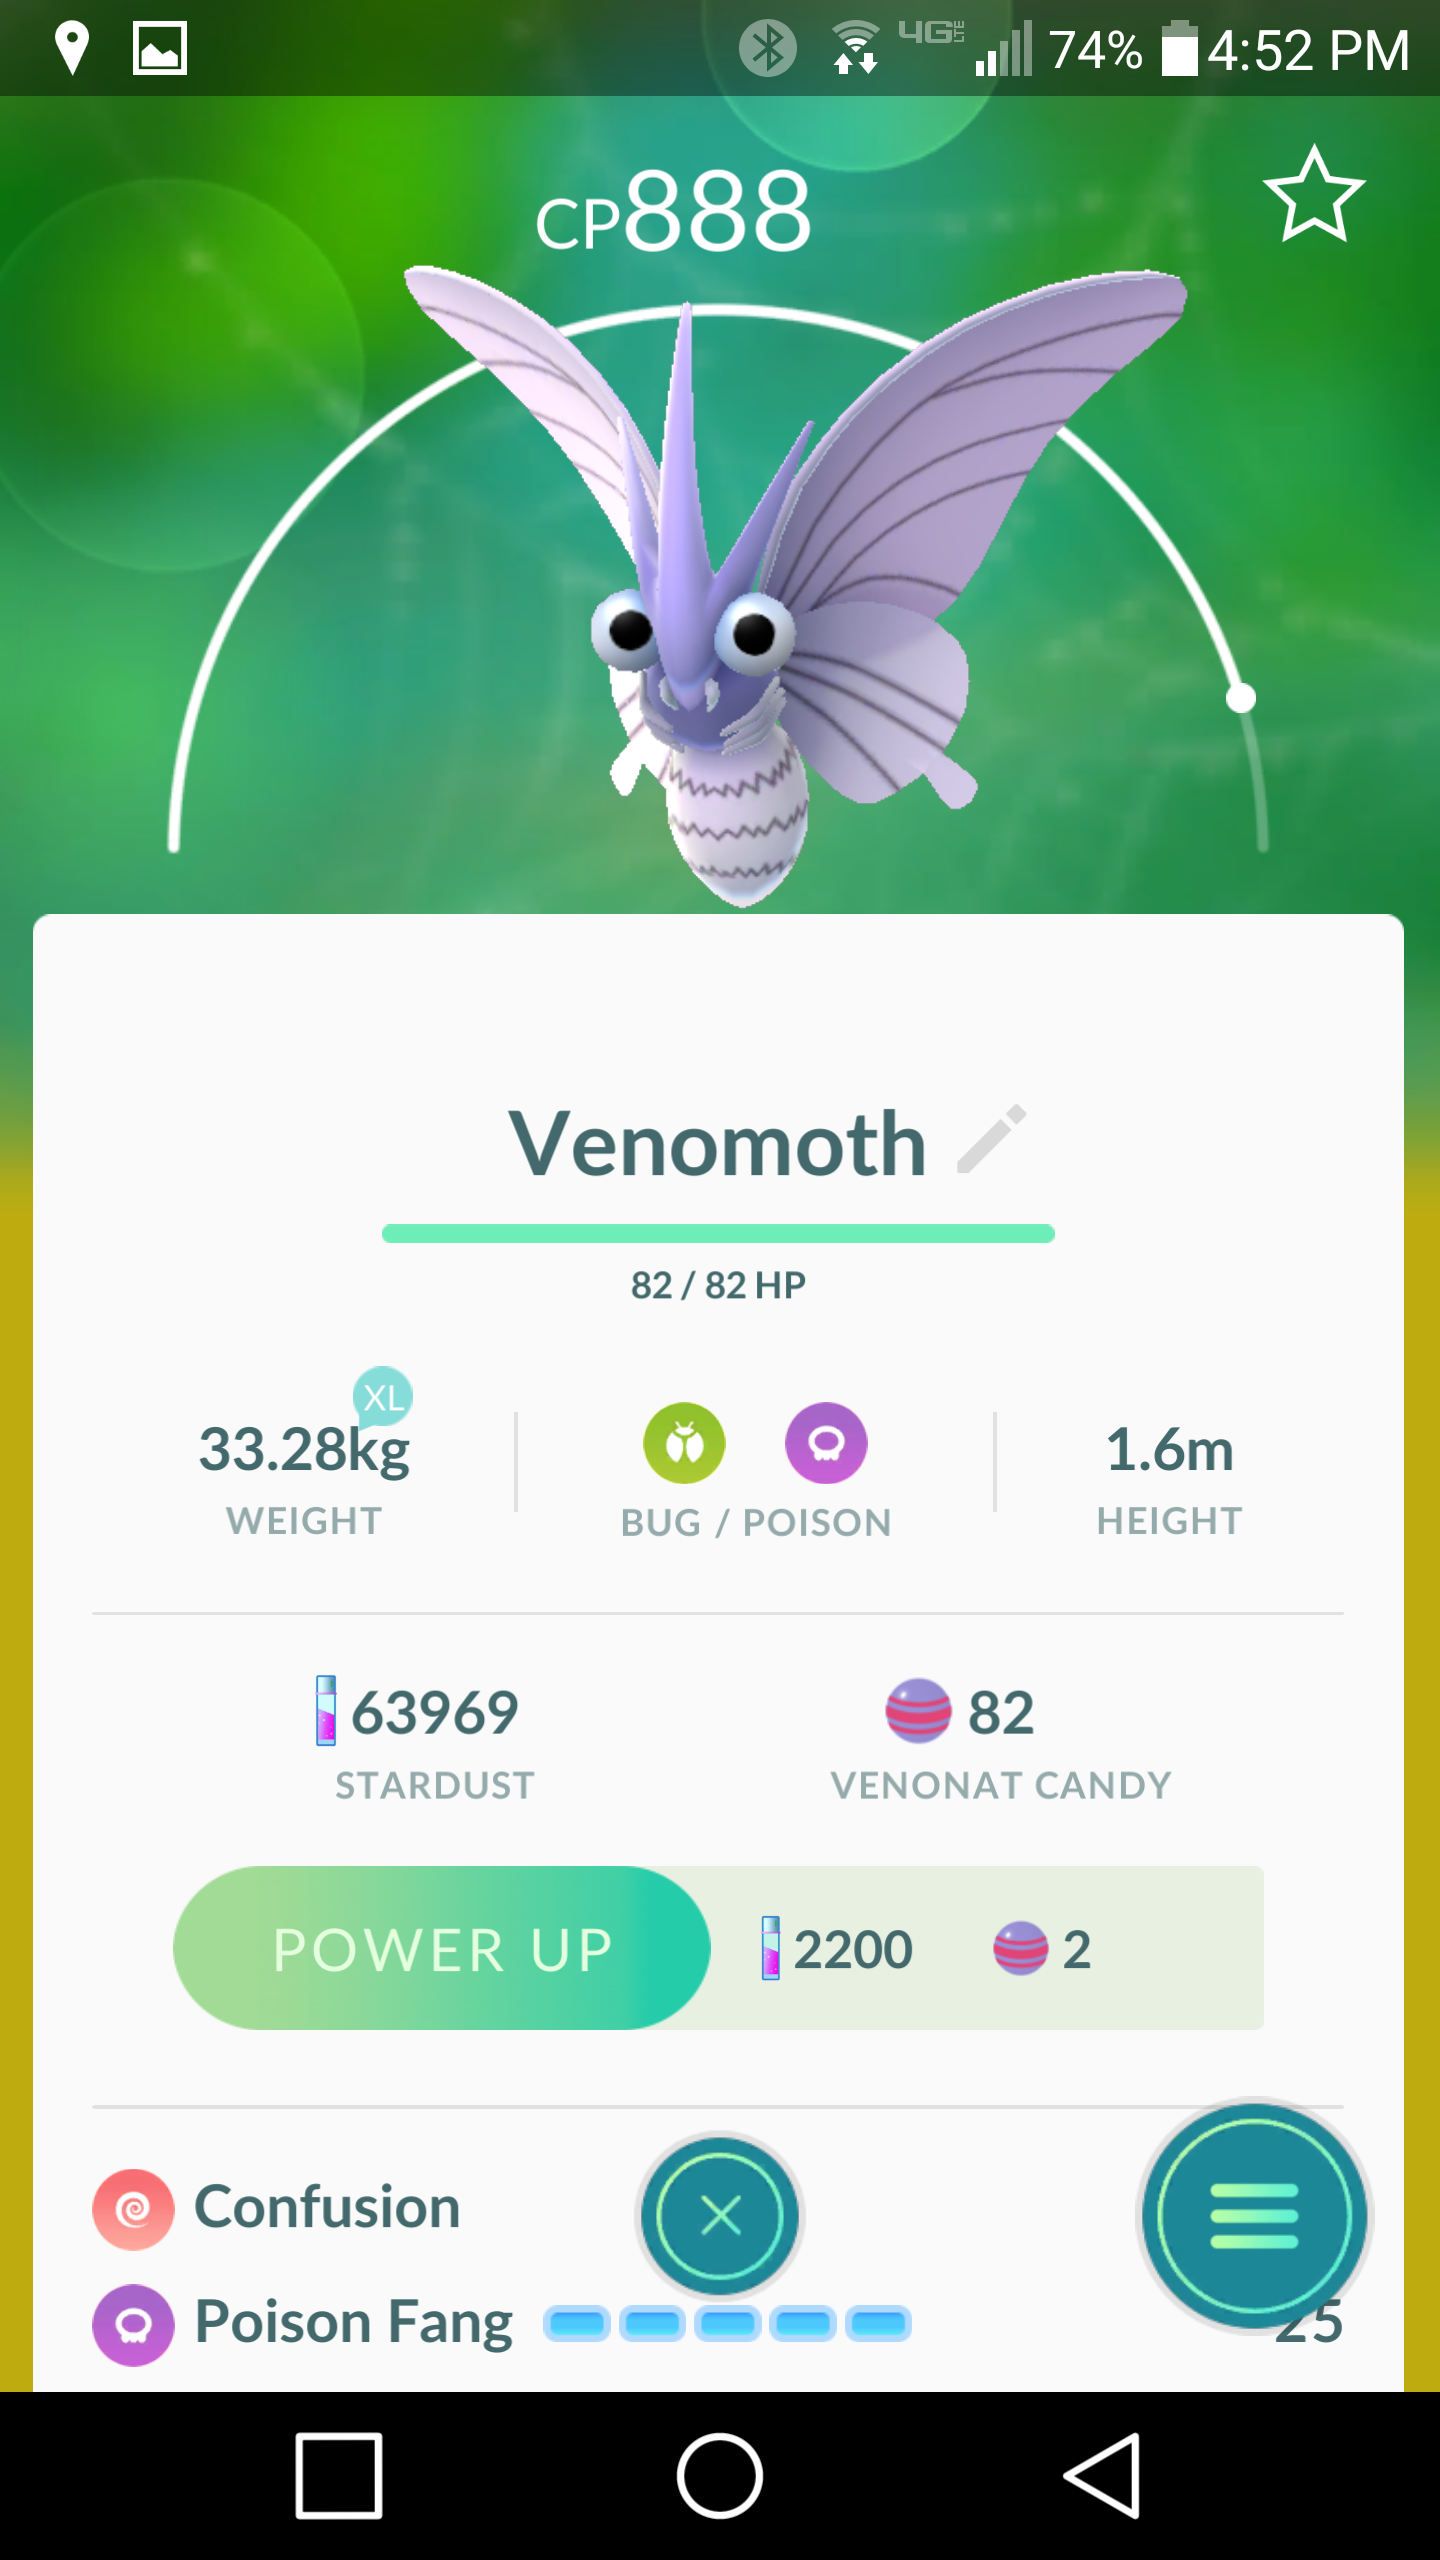 4G LTE 74% 4:52 PM
CP888
Venomoth
82 / 82 HP
XL
33.28kg
WEIGHT
BUG / POISON
1.6m
HEIGHT
63969
STARDUST
82
VENONAT CANDY
POWER UP 2200 2
Confusion
Poison Fang 25